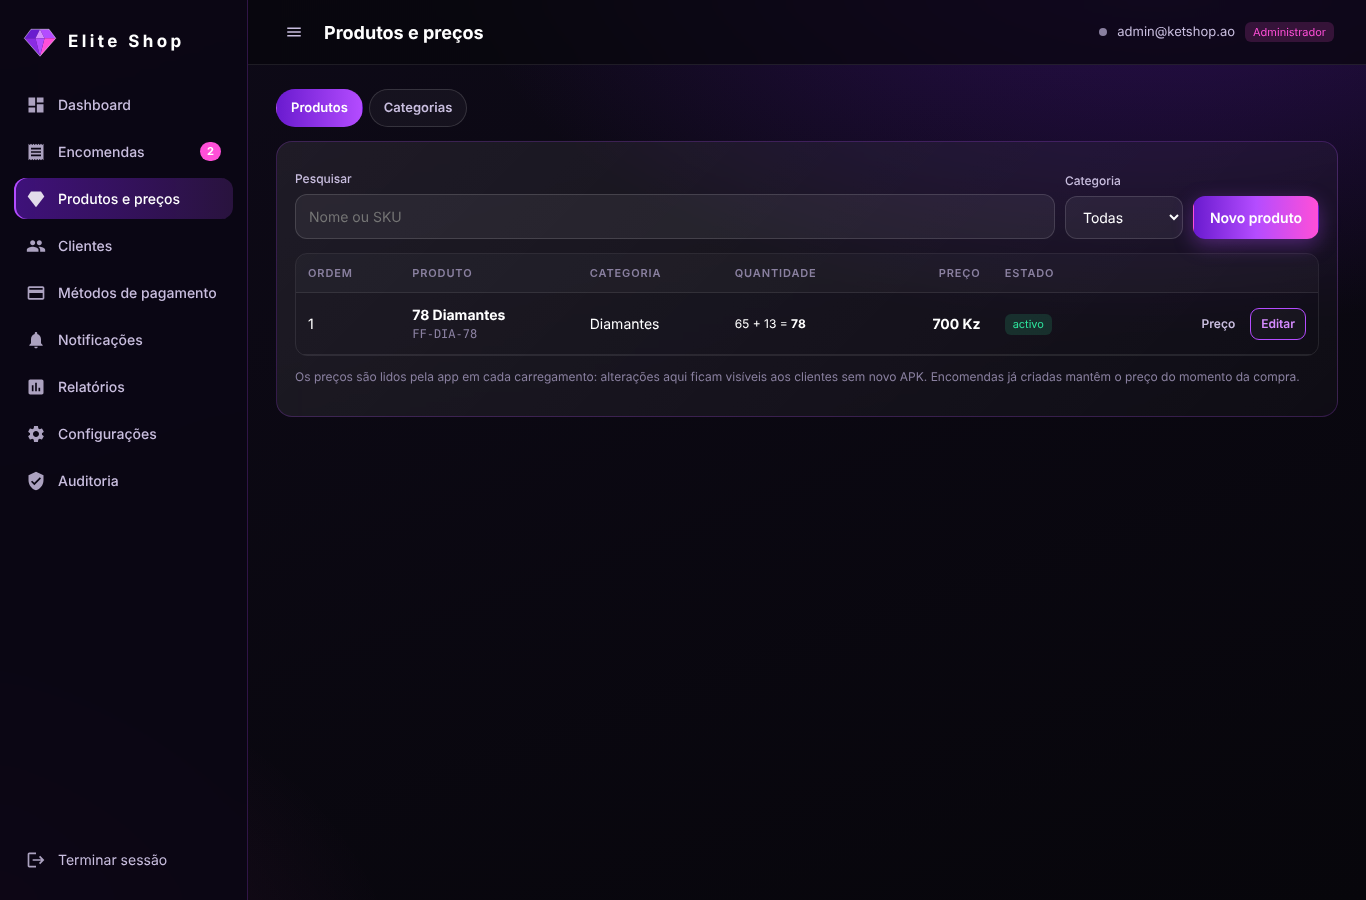 Elite Shop
Dashboard
Encomendas 2
Produtos e preços
Clientes
Métodos de pagamento
Notificações
Relatórios
Configurações
Auditoria
Terminar sessão
Produtos e preços
admin@ketshop.ao Administrador
Produtos Categorias
Pesquisar
Nome ou SKU
Categoria
Todas
Novo produto
ORDEM PRODUTO CATEGORIA QUANTIDADE PREÇO ESTADO
1 78 Diamantes Diamantes 65 + 13 = 78 700 Kz activo Preço Editar
FF-DIA-78
Os preços são lidos pela app em cada carregamento: alterações aqui ficam visíveis aos clientes sem novo APK. Encomendas já criadas mantêm o preço do momento da compra.